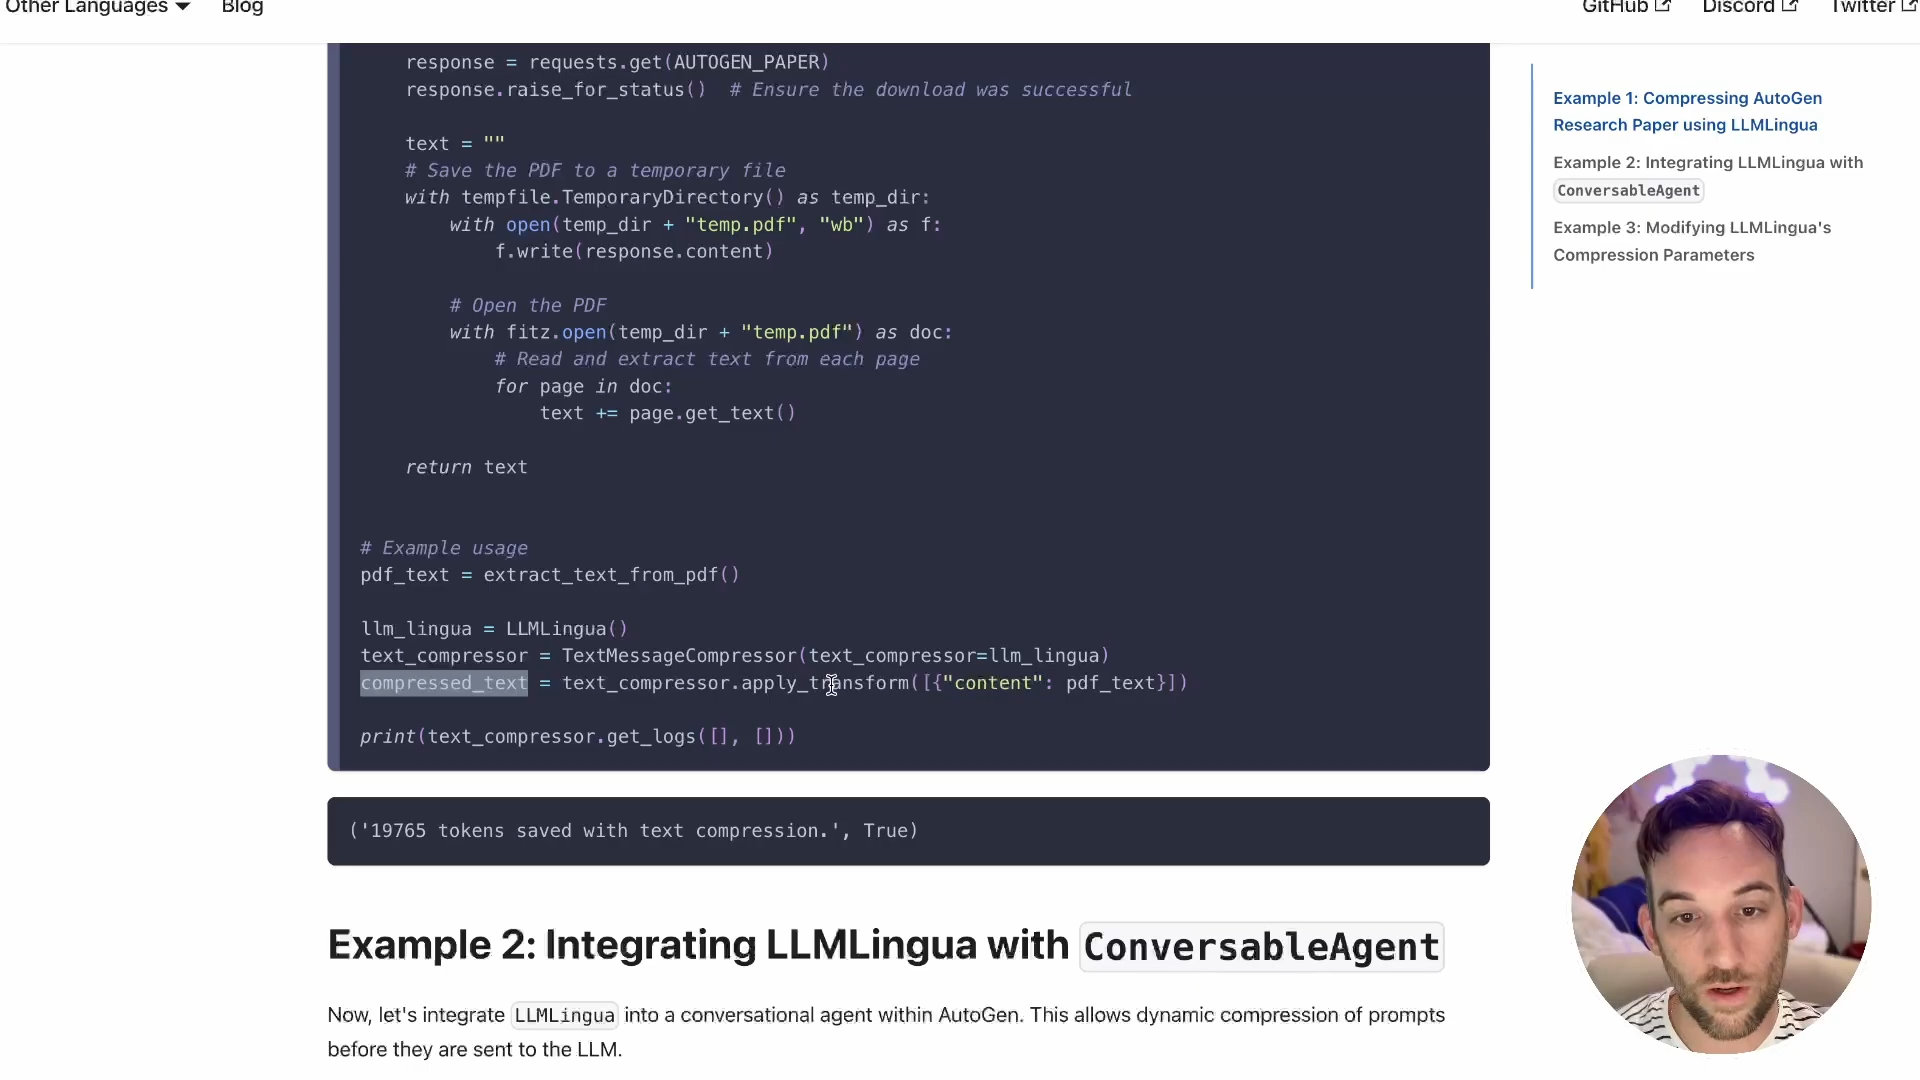 Other Languages
Blog
GitHub
Discord
Twitter
response = requests.get(AUTOGEN_PAPER)
response.raise_for_status()  # Ensure the download was successful
text = ""
# Save the PDF to a temporary file
with tempfile.TemporaryDirectory() as temp_dir:
with open(temp_dir + "temp.pdf", "wb") as f:
f.write(response.content)
# Open the PDF
with fitz.open(temp_dir + "temp.pdf") as doc:
# Read and extract text from each page
for page in doc:
text += page.get_text()
return text
# Example usage
pdf_text = extract_text_from_pdf()
llm_lingua = LLMLingua()
text_compressor = TextMessageCompressor(text_compressor=llm_lingua)
compressed_text = text_compressor.apply_transform([{"content": pdf_text}])
print(text_compressor.get_logs([], []))
('19765 tokens saved with text compression.', True)
Example 2: Integrating LLMLingua with ConversableAgent
Now, let's integrate LLMLingua into a conversational agent within AutoGen. This allows dynamic compression of prompts
before they are sent to the LLM.
Example 1: Compressing AutoGen
Research Paper using LLMLingua
Example 2: Integrating LLMLingua with
ConversableAgent
Example 3: Modifying LLMLingua's
Compression Parameters